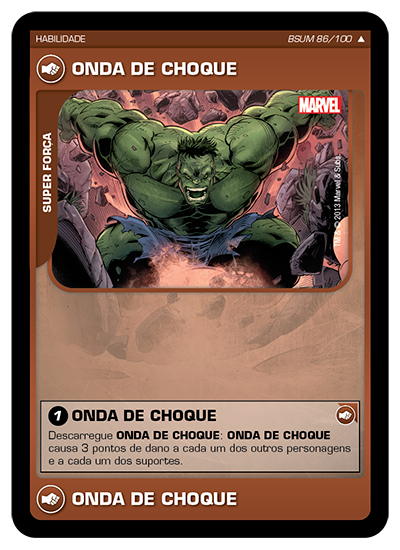 HABILIDADE
BSUM 86/100 ▲
ONDA DE CHOQUE
SUPER FORÇA
MARVEL
TM & © 2013 Marvel & Subs.
1 ONDA DE CHOQUE
Descarregue ONDA DE CHOQUE: ONDA DE CHOQUE
causa 3 pontos de dano a cada um dos outros personagens
e a cada um dos suportes.
ONDA DE CHOQUE